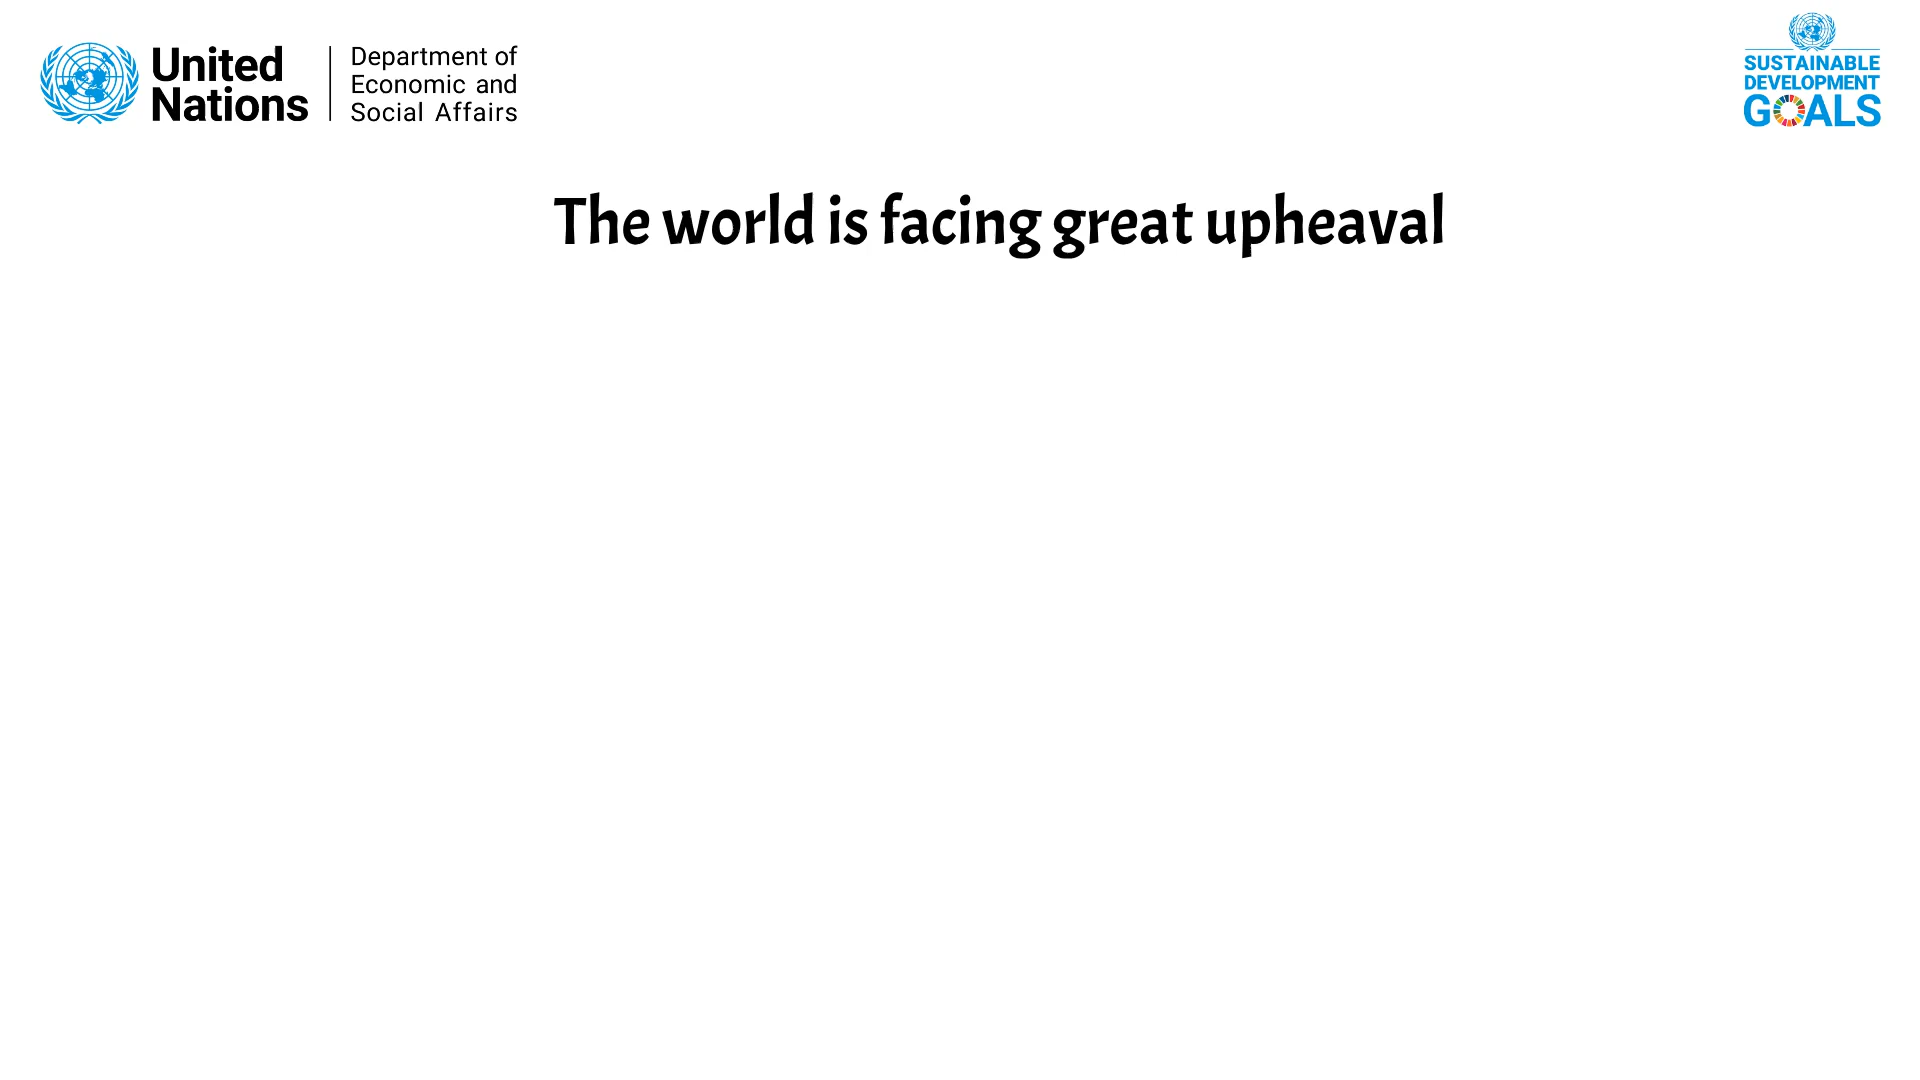 United
Nations
Department of
Economic and
Social Affairs
SUSTAINABLE
DEVELOPMENT
GOALS
The world is facing great upheaval